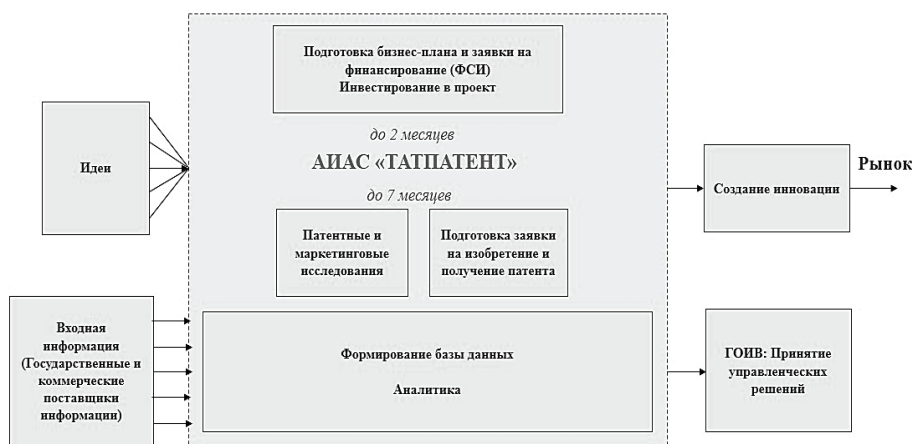 Подготовка бизнес-плана и заявки на
финансирование (ФСИ)
Инвестирование в проект
до 2 месяцев
АИАС «ТАТПАТЕНТ»
до 7 месяцев
Идеи
Патентные и
маркетинговые
исследования
Подготовка заявки
на изобретение и
получение патента
Создание инновации
Рынок
Входная
информация
(Государственные и
коммерческие
поставщики
информации)
Формирование базы данных
Аналитика
ГОИВ: Принятие
управленческих
решений